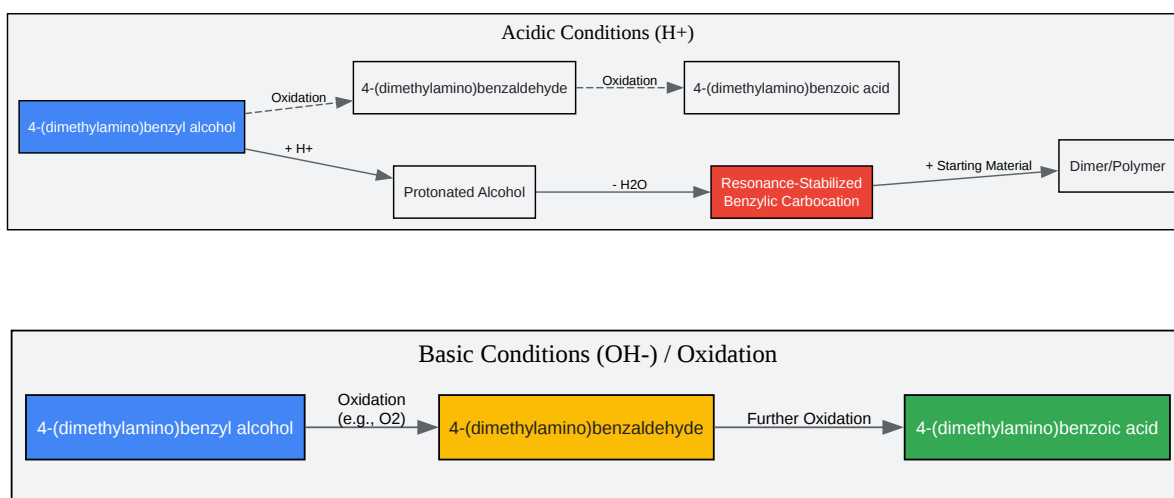 Acidic Conditions (H+)
4-(dimethylamino)benzyl alcohol
Oxidation
4-(dimethylamino)benzaldehyde
Oxidation
4-(dimethylamino)benzoic acid
+ H+
Protonated Alcohol
- H2O
Resonance-Stabilized
Benzylic Carbocation
+ Starting Material
Dimer/Polymer
Basic Conditions (OH-) / Oxidation
4-(dimethylamino)benzyl alcohol
Oxidation
(e.g., O2)
4-(dimethylamino)benzaldehyde
Further Oxidation
4-(dimethylamino)benzoic acid